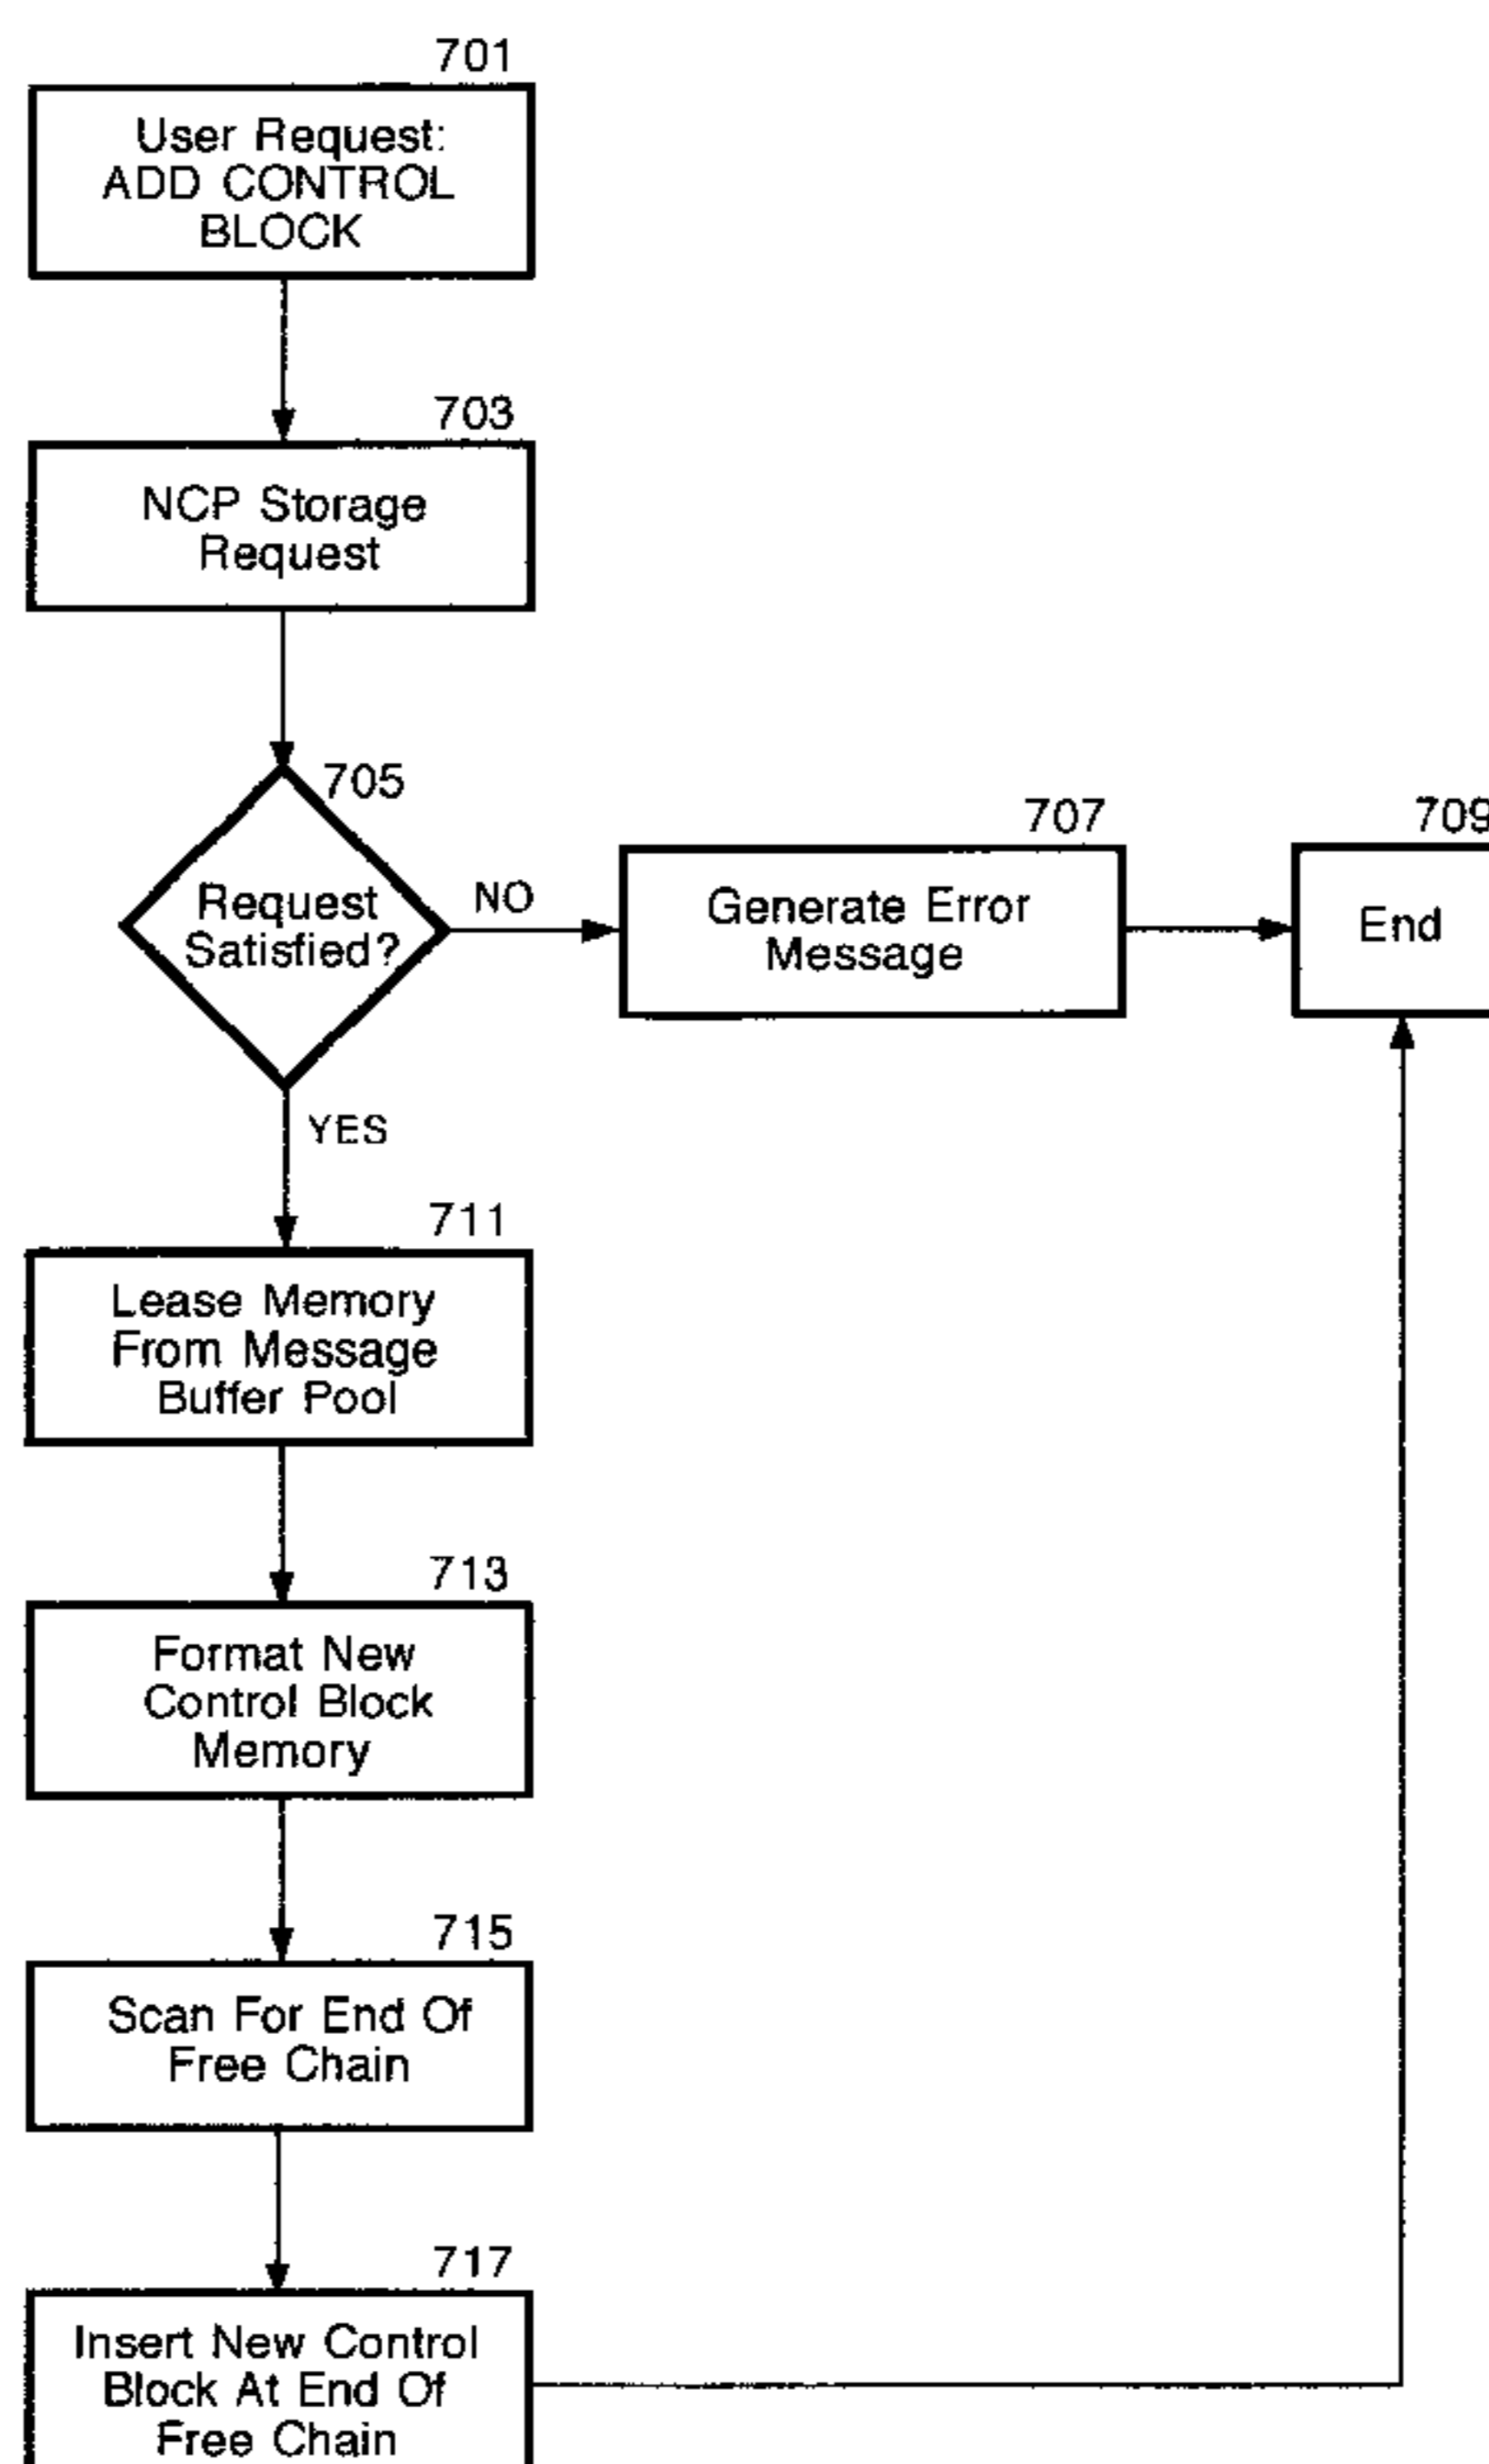 701
User Request:
ADD CONTROL
BLOCK
703
NCP Storage
Request
705
Request
Satisfied?
NO
707
Generate Error
Message
709
End
YES
711
Lease Memory
From Message
Buffer Pool
713
Format New
Control Block
Memory
715
Scan For End Of
Free Chain
717
Insert New Control
Block At End Of
Free Chain